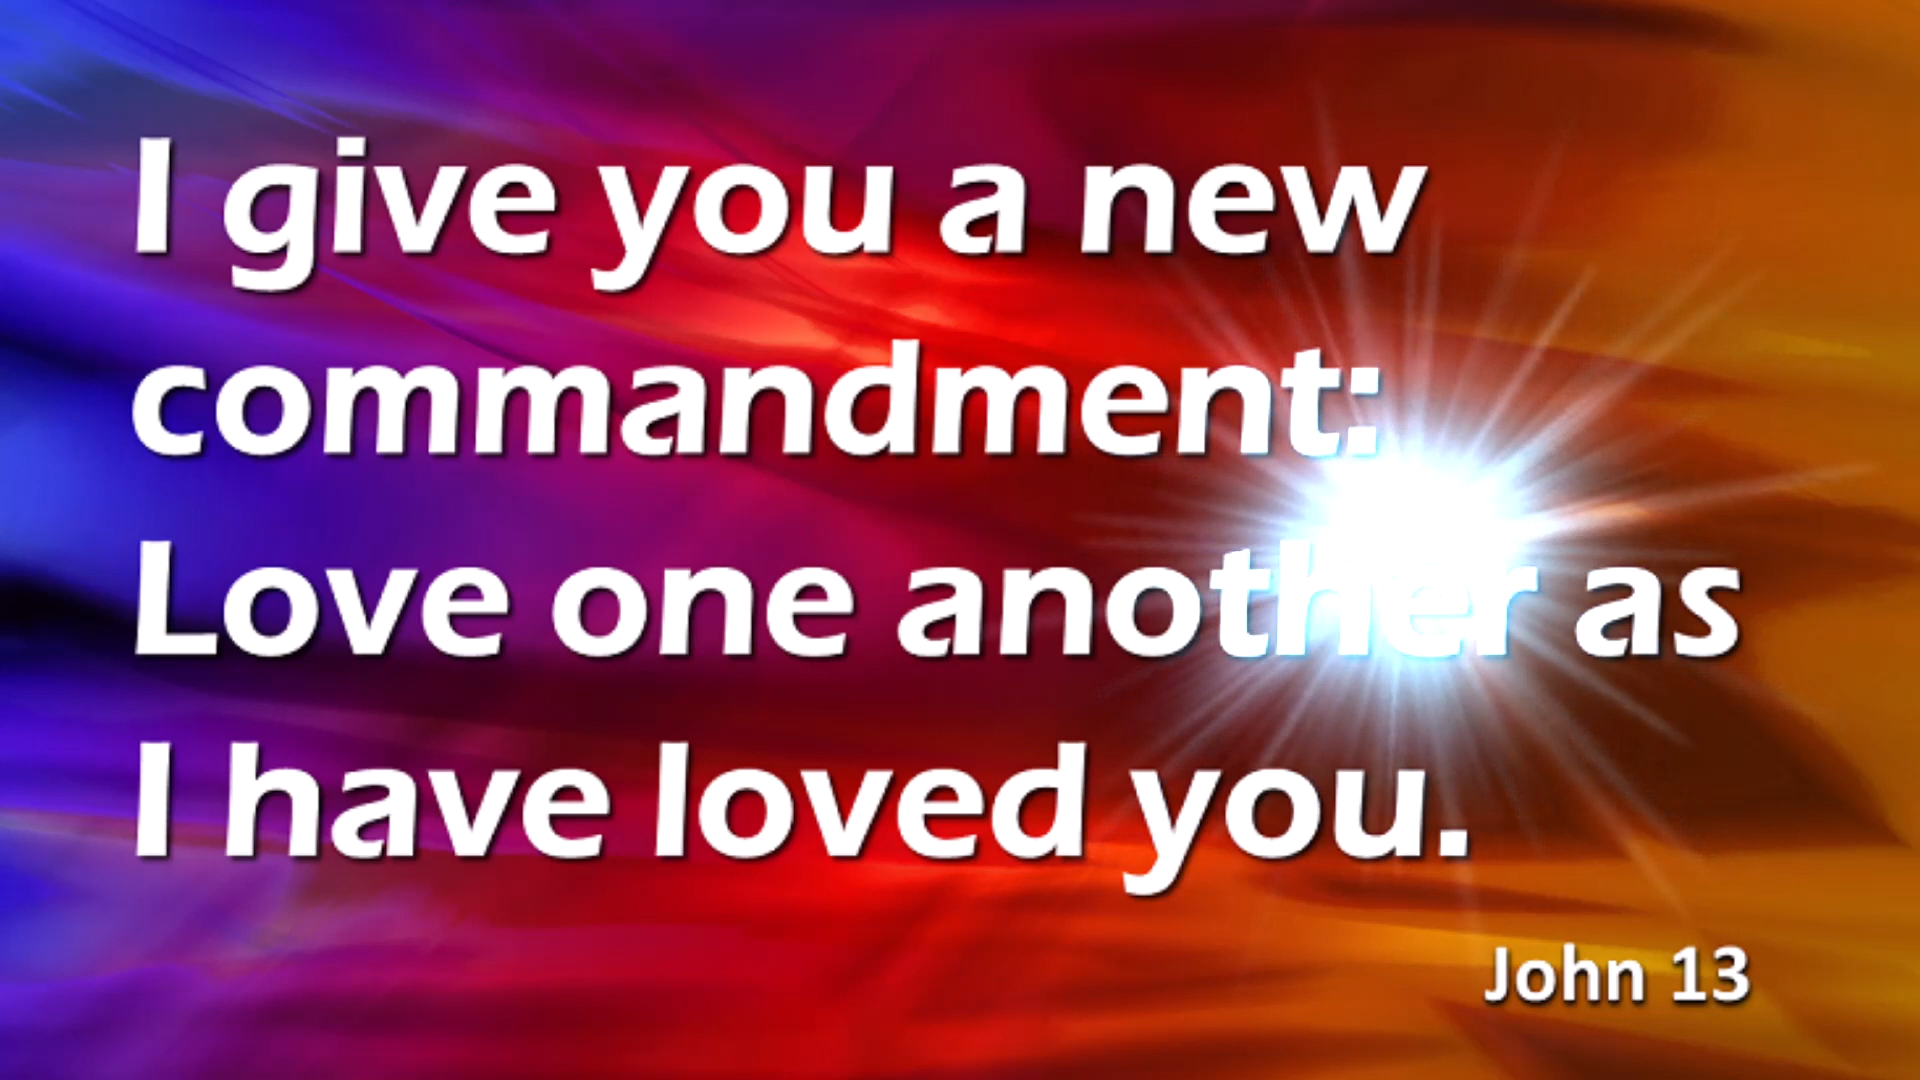 I give you a new
commandment:
Love one another as
I have loved you.
John 13